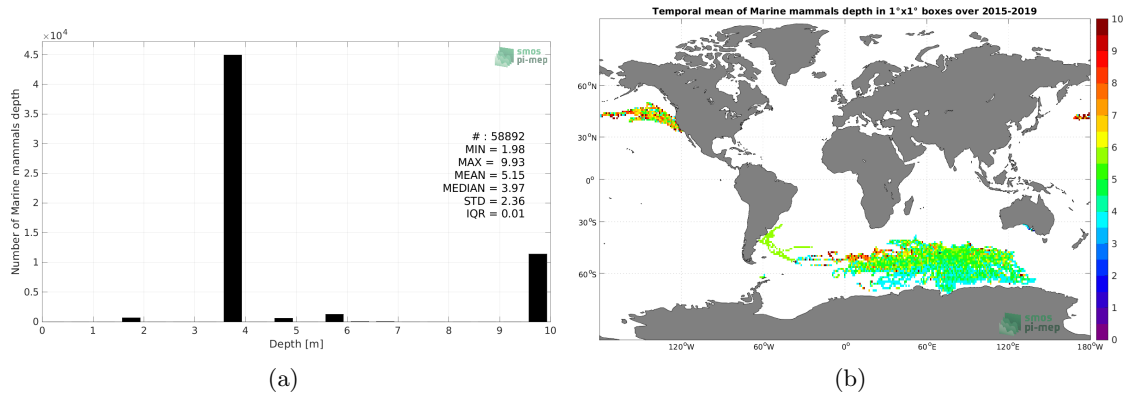 Temporal mean of Marine mammals depth in 1°x1° boxes over 2015-2019
×10⁴
4.5
4
3.5
3
2.5
2
1.5
1
0.5
0
Number of Marine mammals depth
smos
pi-mep
# : 58892
MIN = 1.98
MAX = 9.93
MEAN = 5.15
MEDIAN = 3.97
STD = 2.36
IQR = 0.01
0 1 2 3 4 5 6 7 8 9 10
Depth [m]
(a)
60°N
30°N
0°
30°S
60°S
120°W 60°W 0° 60°E 120°E 180°W
smos
pi-mep
10
9
8
7
6
5
4
3
2
1
0
(b)